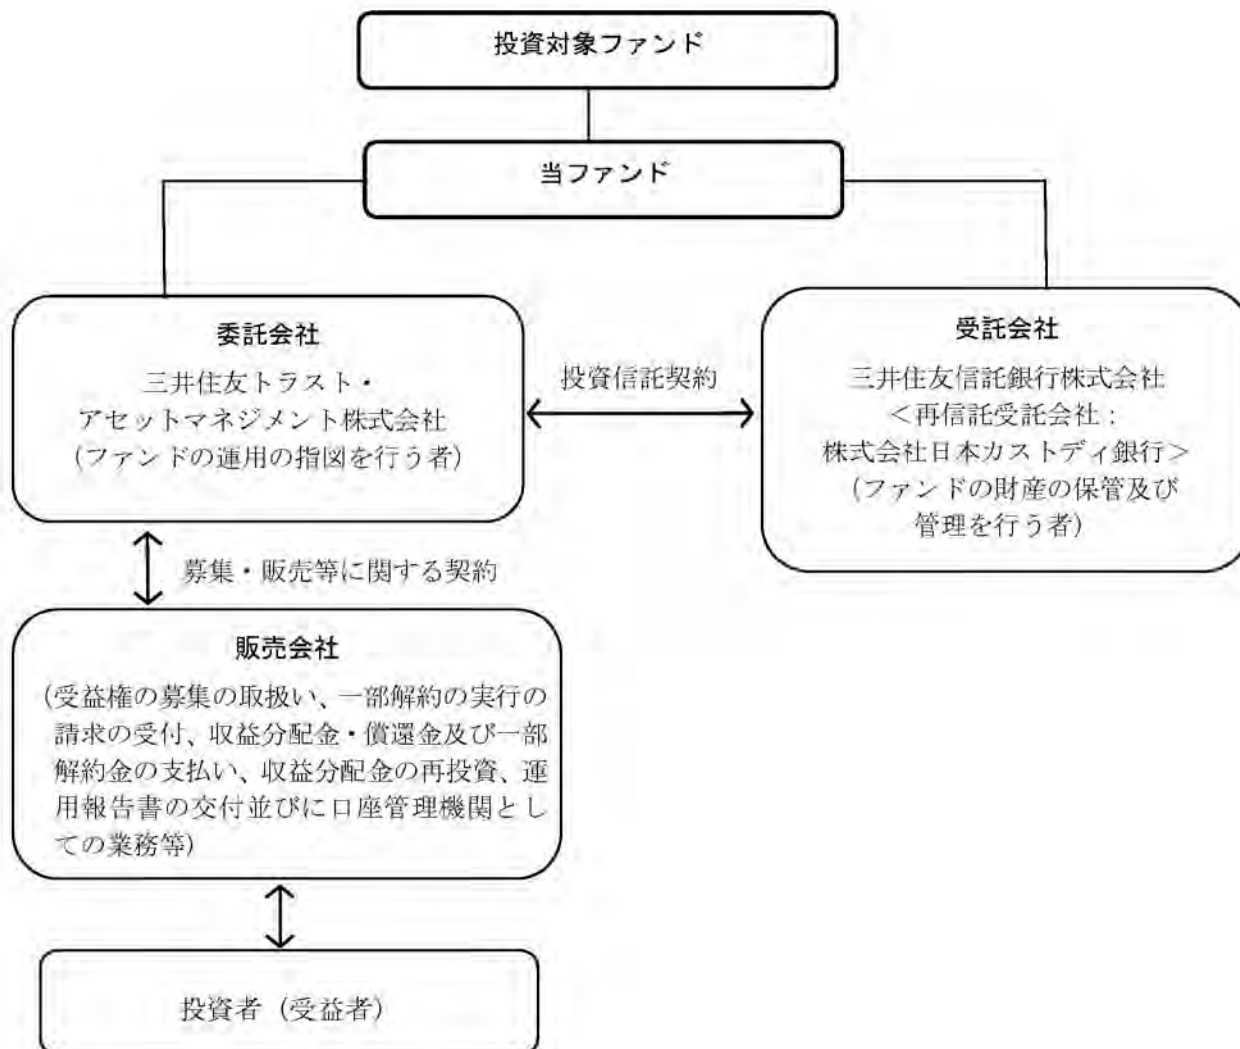 投資対象ファンド
当ファンド
委託会社
三井住友トラスト・
アセットマネジメント株式会社
(ファンドの運用の指図を行う者)
投資信託契約
受託会社
三井住友信託銀行株式会社
<再信託受託会社:
株式会社日本カストディ銀行>
(ファンドの財産の保管及び
管理を行う者)
募集・販売等に関する契約
販売会社
(受益権の募集の取扱い、一部解約の実行の
請求の受付、収益分配金・償還金及び一部
解約金の支払い、収益分配金の再投資、運
用報告書の交付並びに口座管理機関とし
ての業務等)
投資者(受益者)